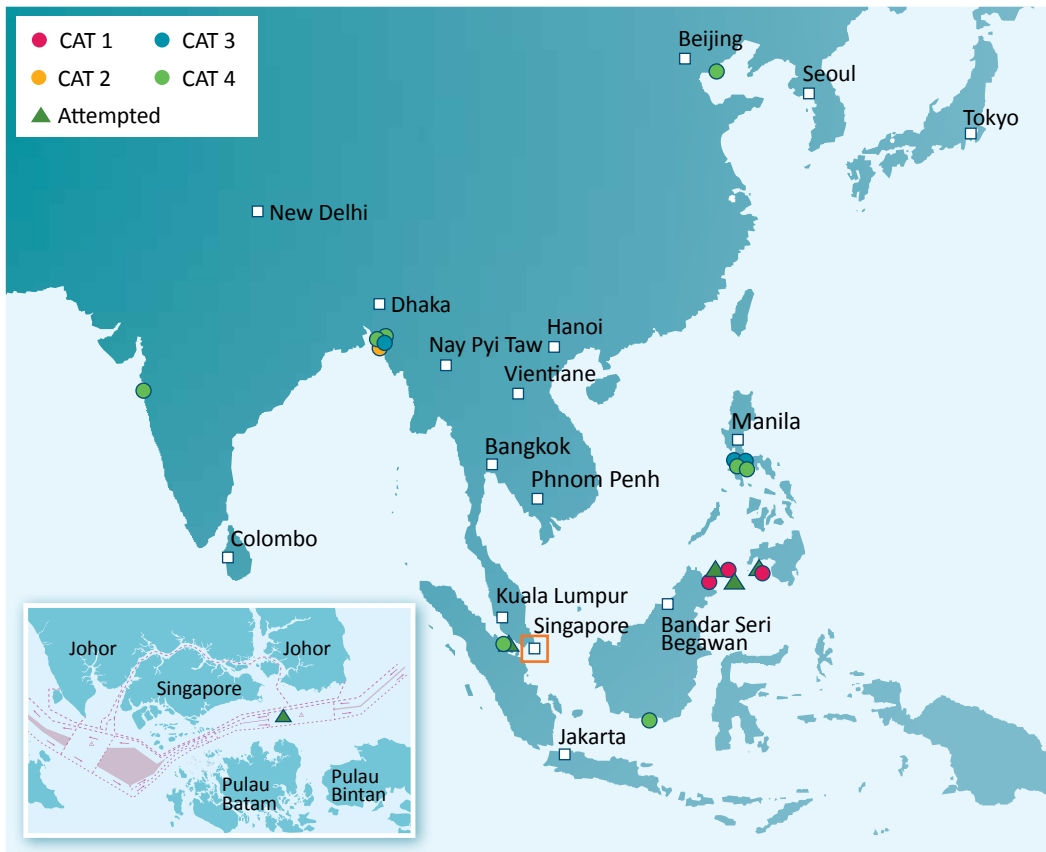 CAT 1
CAT 3
CAT 2
CAT 4
Attempted
Beijing
Seoul
Tokyo
New Delhi
Dhaka
Hanoi
Nay Pyi Taw
Vientiane
Manila
Bangkok
Phnom Penh
Colombo
Kuala Lumpur
Singapore
Bandar Seri
Begawan
Jakarta
Johor
Johor
Singapore
Pulau
Batam
Pulau
Bintan